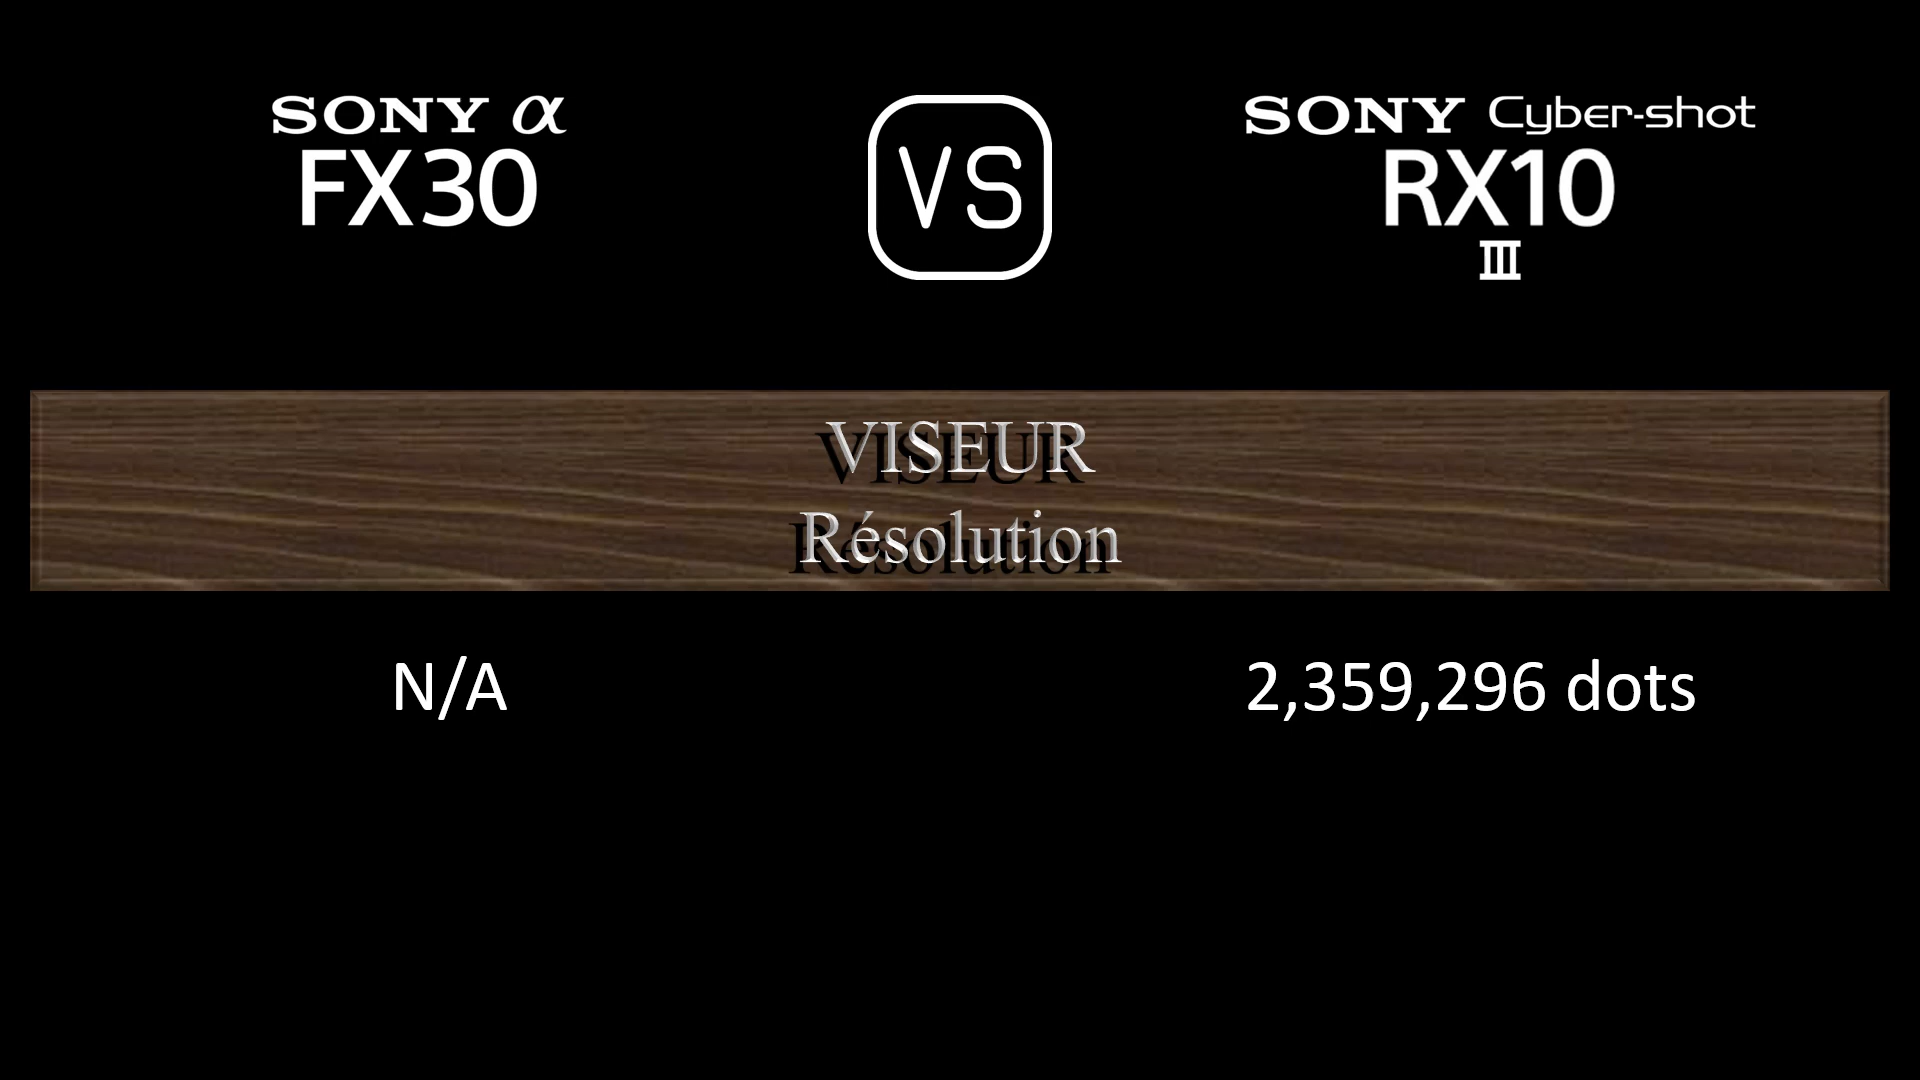 SONY α
FX30
VS
SONY Cyber-shot
RX10
III
VISEUR
Résolution
N/A
2,359,296 dots